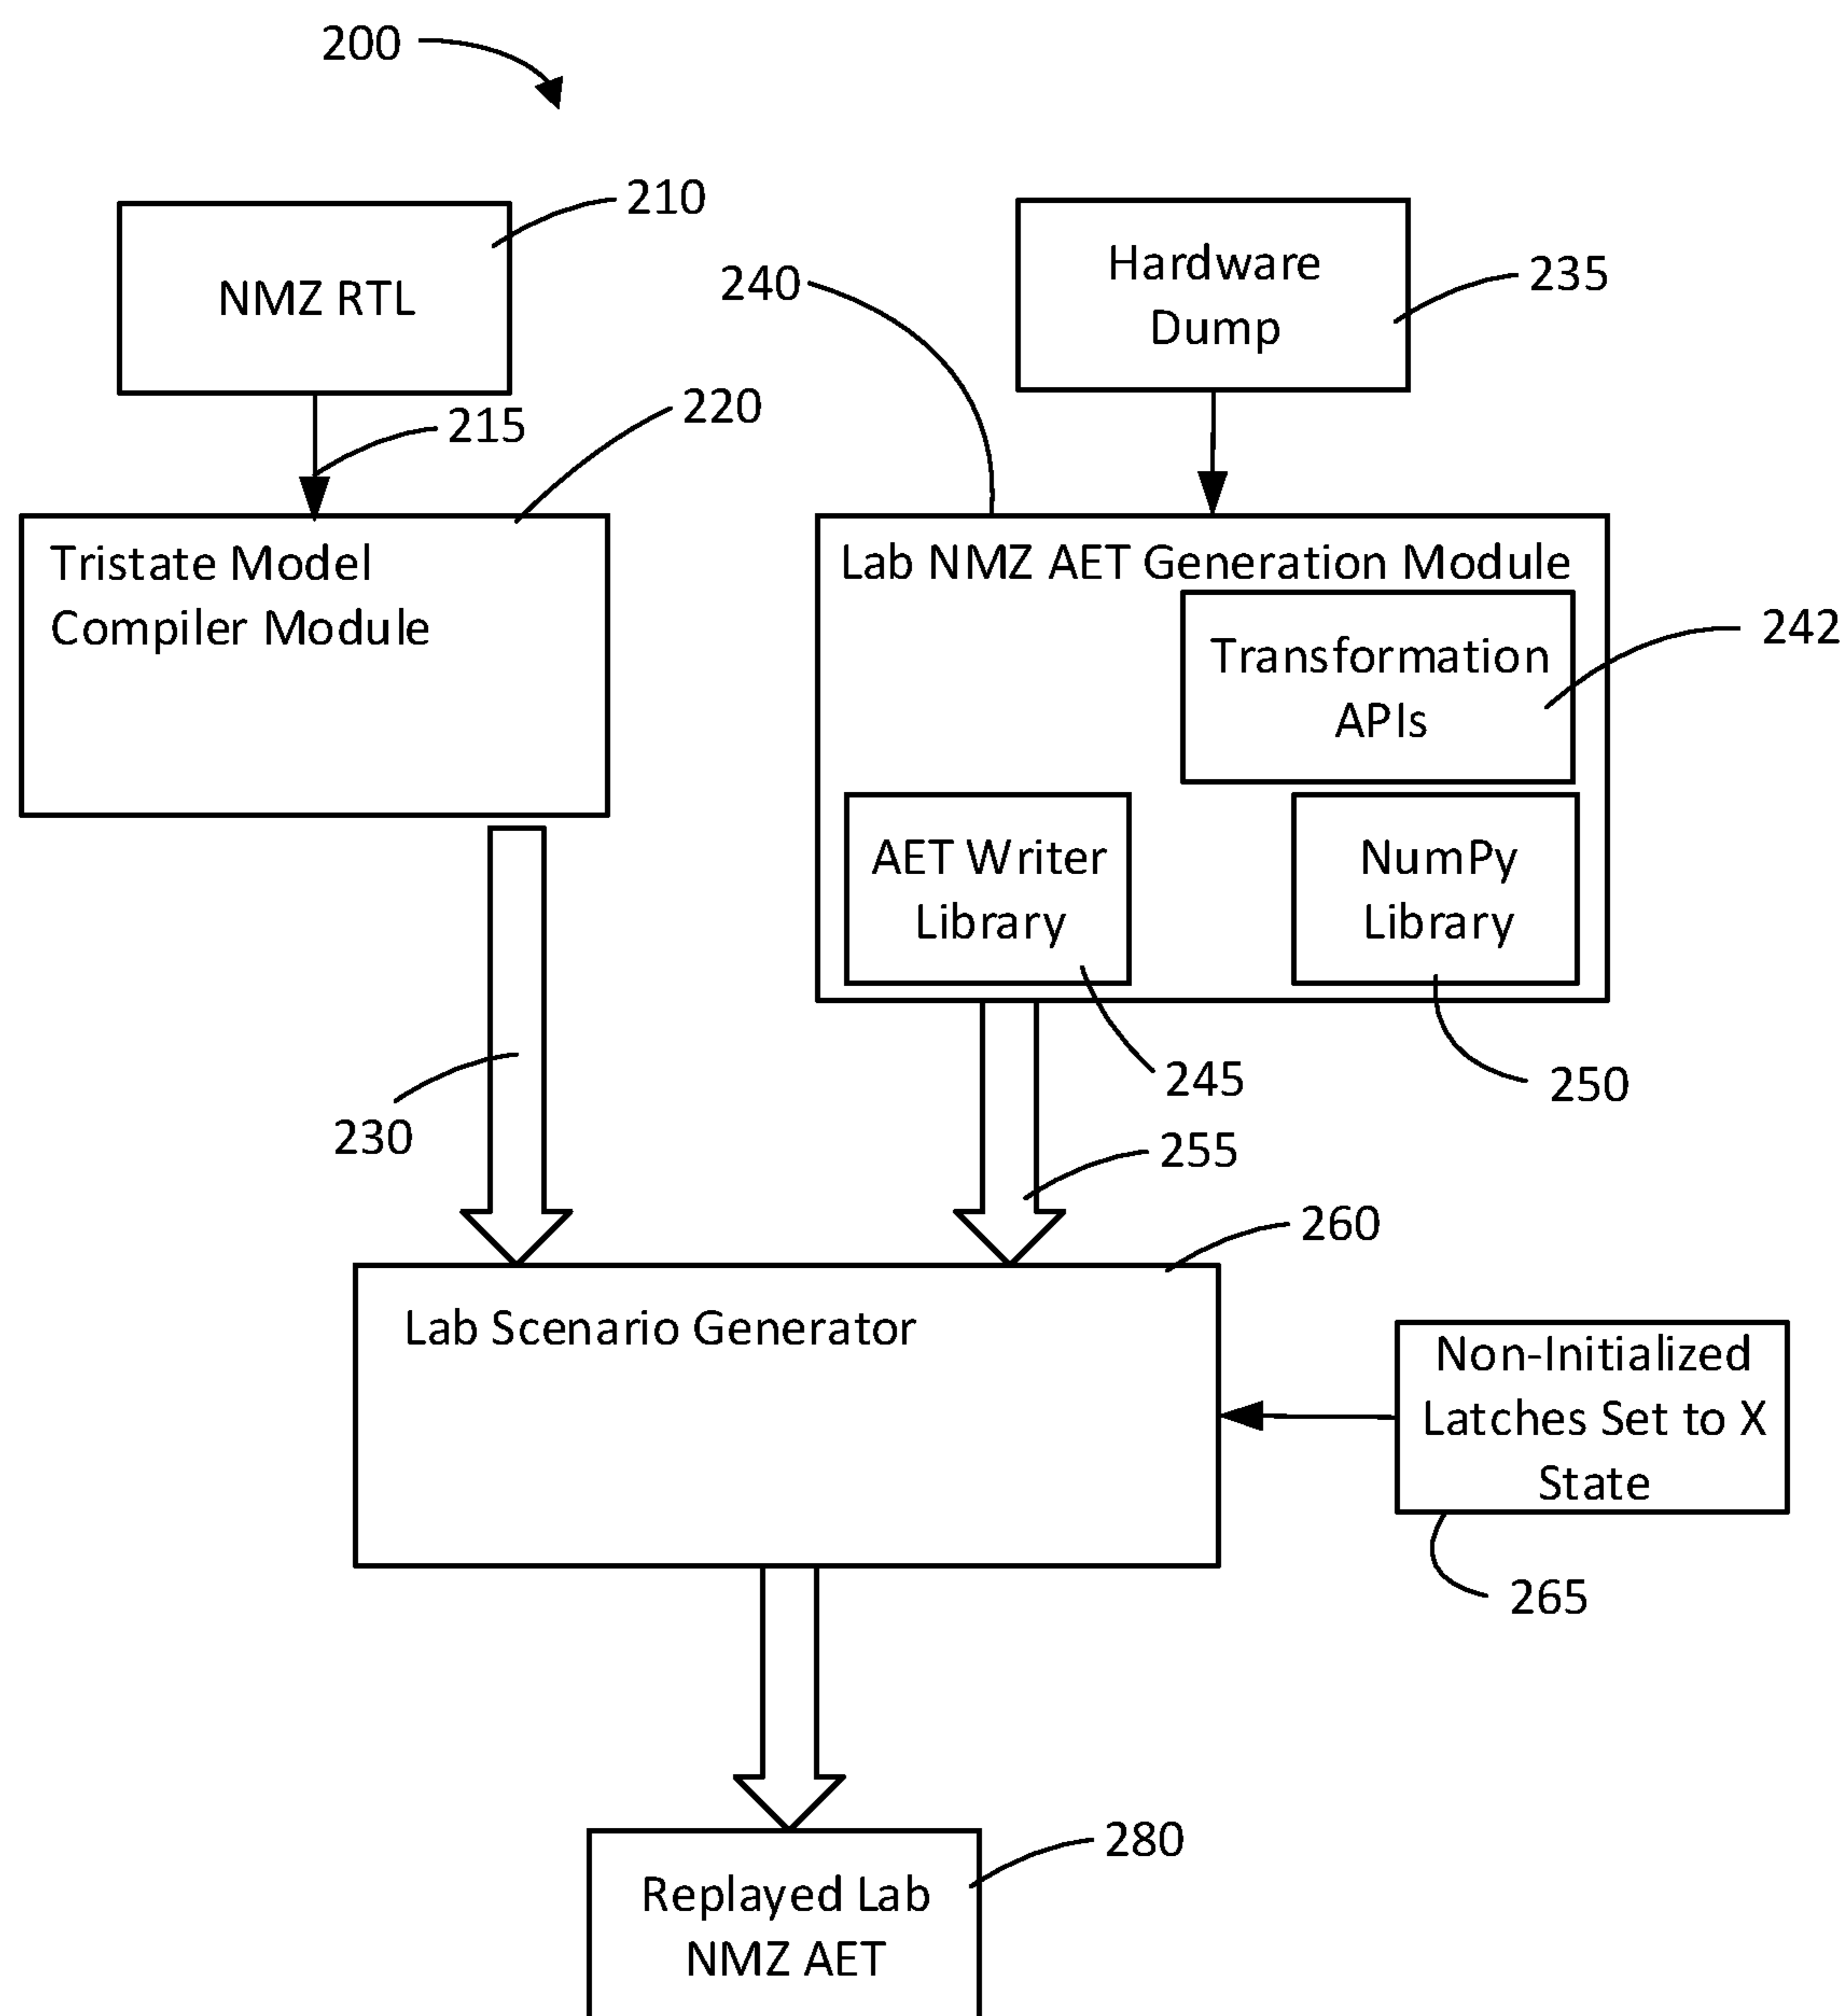 200
210
NMZ RTL
Hardware
Dump
235
240
215
220
Tristate Model
Compiler Module
Lab NMZ AET Generation Module
Transformation
APIs
242
AET Writer
Library
NumPy
Library
245
250
230
255
260
Lab Scenario Generator
Non-Initialized
Latches Set to X
State
265
280
Replayed Lab
NMZ AET